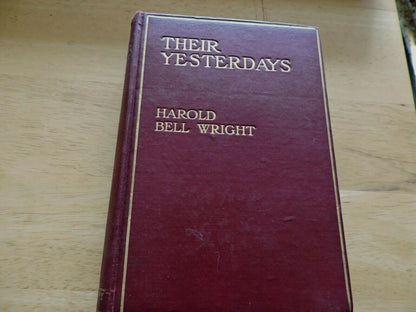 THEIR
YESTERDAYS
HAROLD
BELL WRIGHT